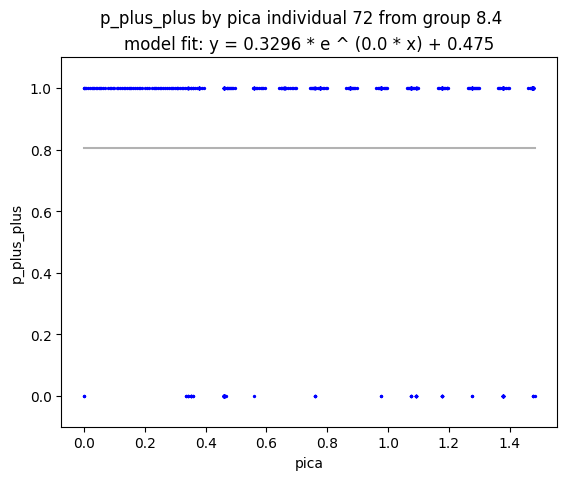 p_plus_plus by pica individual 72 from group 8.4
model fit: y = 0.3296 * e ^ (0.0 * x) + 0.475
1.0
0.8
0.6
0.4
0.2
0.0
p_plus_plus
0.0 0.2 0.4 0.6 0.8 1.0 1.2 1.4
pica